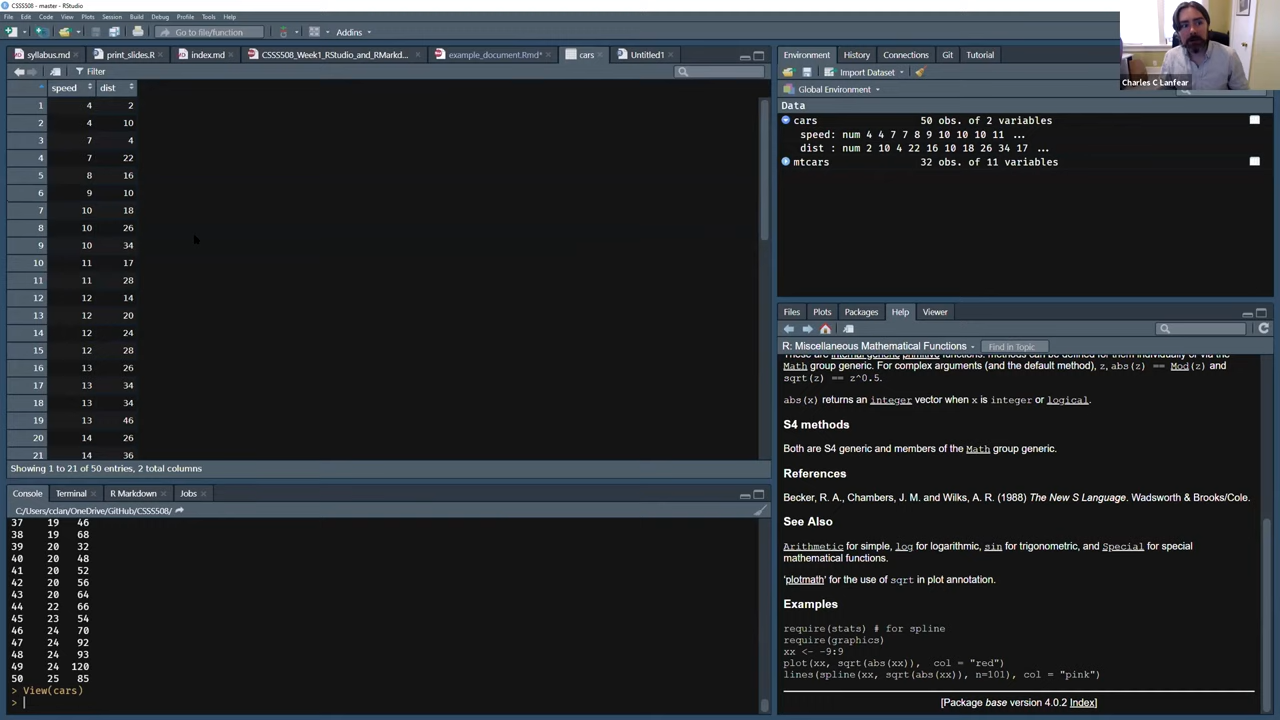 CSSS508 - master - RStudio
File Edit Code View Plots Session Build Debug Profile Tools Help
Go to file/function Addins
syllabus.md print_slides.R index.md CSSS508_Week1_RStudio_and_RMarkd... example_document.Rmd* cars Untitled1
Filter
speed dist
1 4 2
2 4 10
3 7 4
4 7 22
5 8 16
6 9 10
7 10 18
8 10 26
9 10 34
10 11 17
11 11 28
12 12 14
13 12 20
14 12 24
15 12 28
16 13 26
17 13 34
18 13 34
19 13 46
20 14 26
21 14 36
Showing 1 to 21 of 50 entries, 2 total columns
Console Terminal R Markdown Jobs
C:/Users/cclan/OneDrive/GitHub/CSSS508/
37 19 46
38 19 68
39 20 32
40 20 48
41 20 52
42 20 56
43 20 64
44 22 66
45 23 54
46 24 70
47 24 92
48 24 93
49 24 120
50 25 85
> View(cars)
>
Charles C Lanfear
Environment History Connections Git Tutorial
Import Dataset
Global Environment
Data
cars 50 obs. of 2 variables
speed: num 4 4 7 7 8 9 10 10 10 11 ...
dist : num 2 10 4 22 16 10 18 26 34 17 ...
mtcars 32 obs. of 11 variables
Files Plots Packages Help Viewer
R: Miscellaneous Mathematical Functions Find in Topic
These are internal generic primitive functions: methods can be defined for them individually or via the
Math group generic. For complex arguments (and the default method), z, abs(z) == Mod(z) and
sqrt(z) == z^0.5.
abs(x) returns an integer vector when x is integer or logical.
S4 methods
Both are S4 generic and members of the Math group generic.
References
Becker, R. A., Chambers, J. M. and Wilks, A. R. (1988) The New S Language. Wadsworth & Brooks/Cole.
See Also
Arithmetic for simple, log for logarithmic, sin for trigonometric, and Special for special
mathematical functions.
'plotmath' for the use of sqrt in plot annotation.
Examples
require(stats) # for spline
require(graphics)
xx <- -9:9
plot(xx, sqrt(abs(xx)), col = "red")
lines(spline(xx, sqrt(abs(xx)), n=101), col = "pink")
[Package base version 4.0.2 Index]